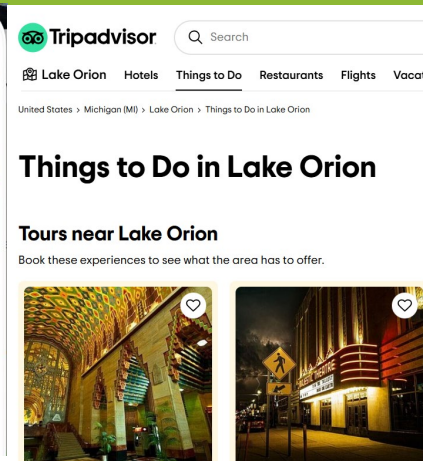 Tripadvisor
Search
Lake Orion Hotels Things to Do Restaurants Flights Vacat
United States > Michigan (MI) > Lake Orion > Things to Do in Lake Orion
Things to Do in Lake Orion
Tours near Lake Orion
Book these experiences to see what the area has to offer.